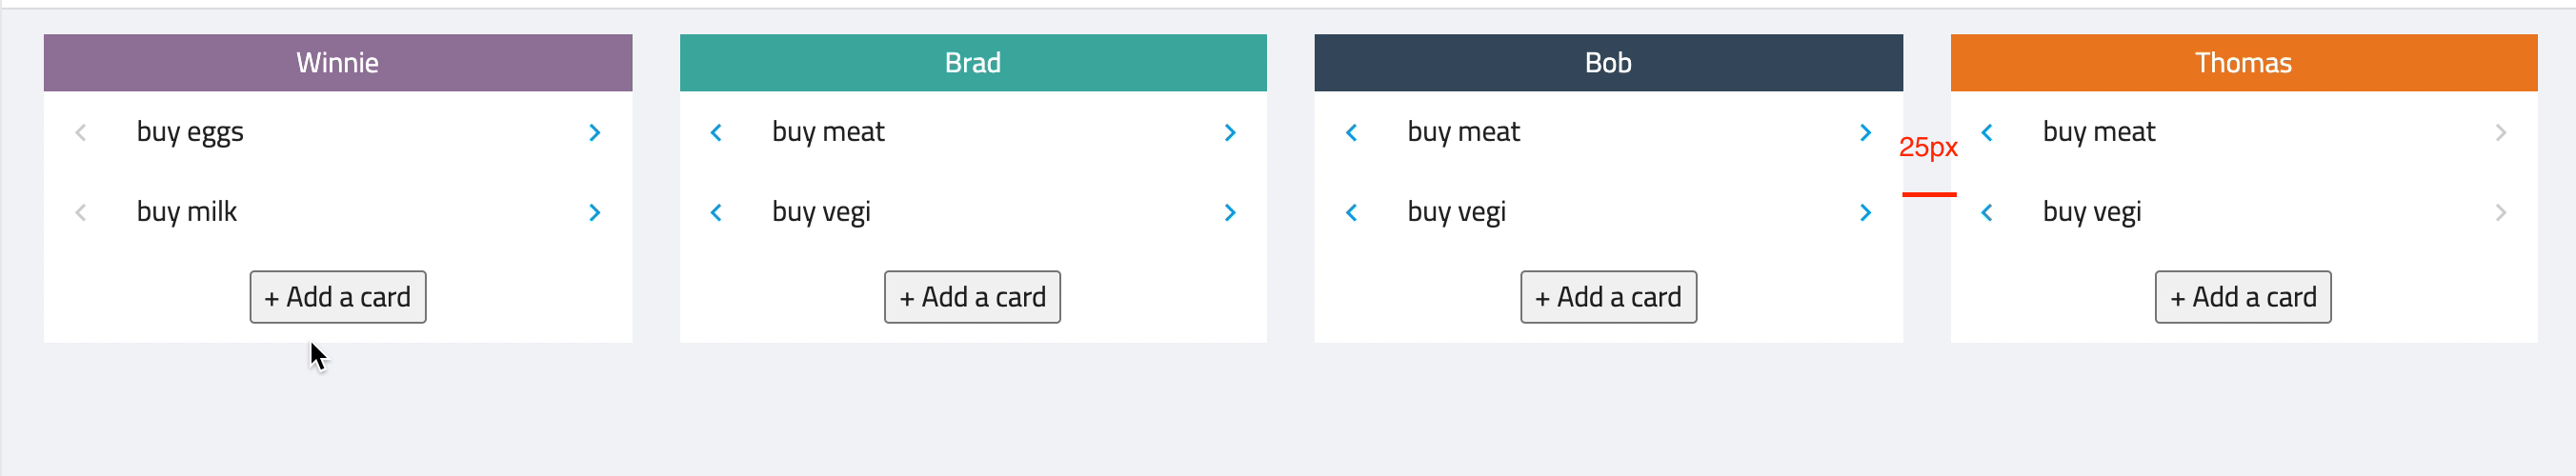 Winnie
buy eggs
buy milk
+ Add a card
Brad
buy meat
buy vegi
+ Add a card
Bob
buy meat
buy vegi
+ Add a card
25px
Thomas
buy meat
buy vegi
+ Add a card